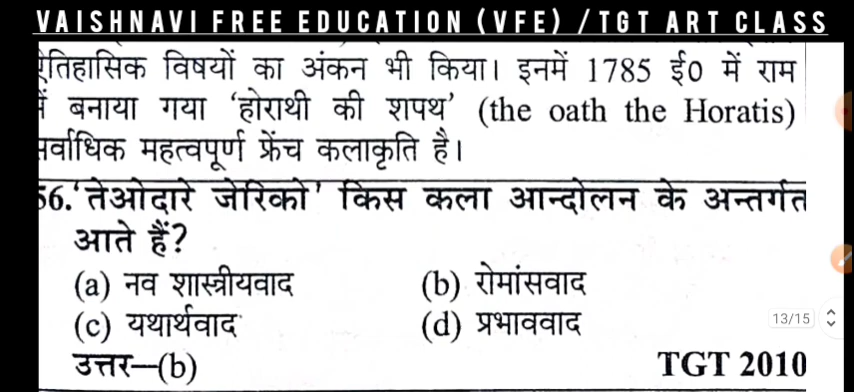 VAISHNAVI FREE EDUCATION (VFE) / TGT ART CLASS
ऐतिहासिक विषयों का अंकन भी किया। इनमें 1785 ई0 में राम
में बनाया गया ‘होराथी की शपथ’ (the oath the Horatis)
सर्वाधिक महत्वपूर्ण फ्रेंच कलाकृति है।
56. ‘तेओदारे जेरिको’ किस कला आन्दोलन के अन्तर्गत
आते हैं?
(a) नव शास्त्रीयवाद (b) रोमांसवाद
(c) यथार्थवाद (d) प्रभाववाद
13/15
उत्तर—(b) TGT 2010